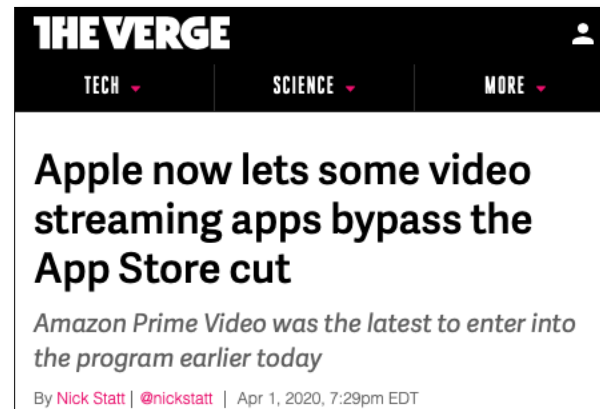 THE VERGE
TECH SCIENCE MORE
Apple now lets some video
streaming apps bypass the
App Store cut
Amazon Prime Video was the latest to enter into
the program earlier today
By Nick Statt | @nickstatt | Apr 1, 2020, 7:29pm EDT